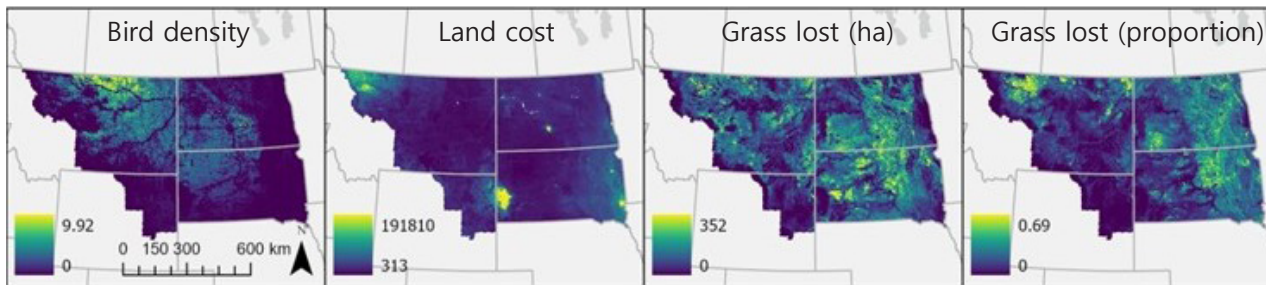 Bird density
9.92
0
0 150 300 600 km
N
Land cost
191810
313
Grass lost (ha)
352
0
Grass lost (proportion)
0.69
0